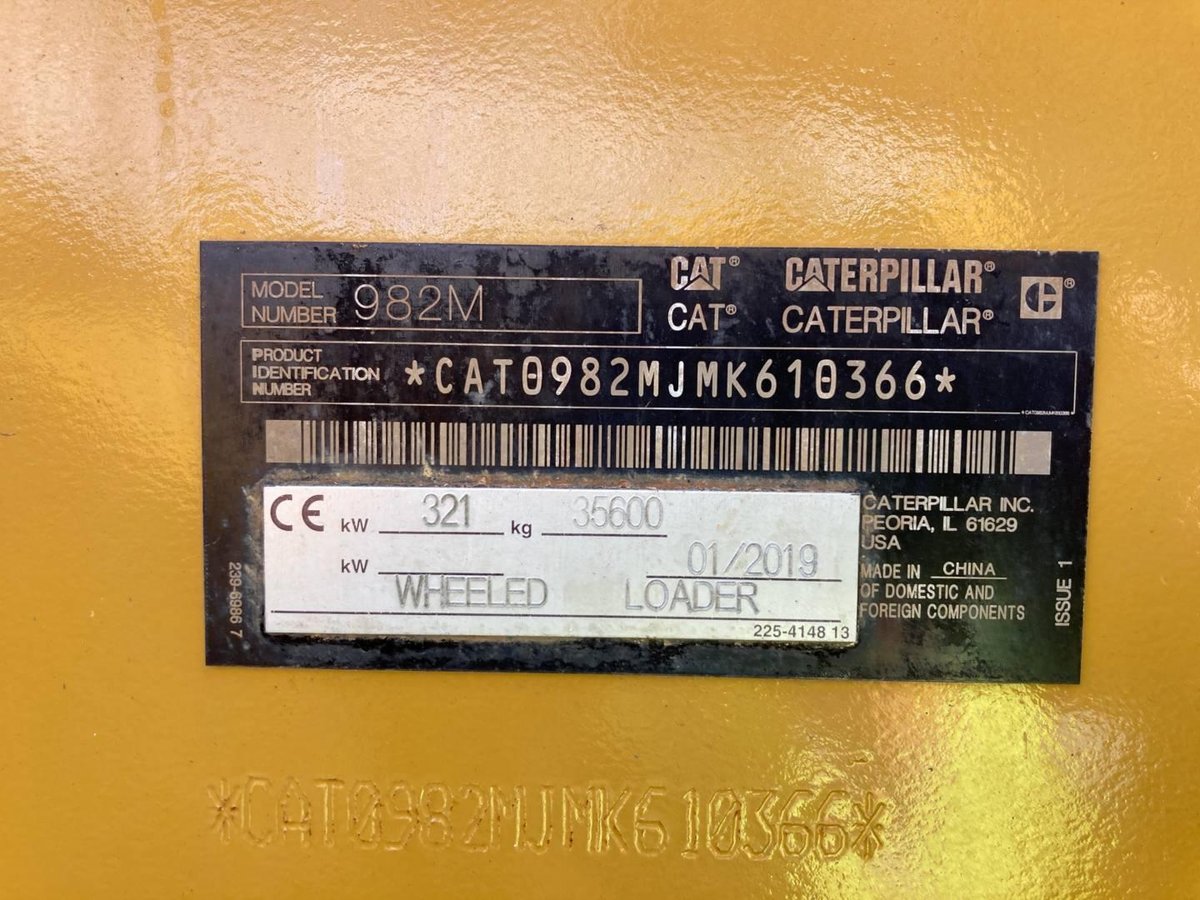 MODEL NUMBER 982M
CAT® CATERPILLAR®
CAT® CATERPILLAR®
PRODUCT IDENTIFICATION NUMBER *CAT0982MJMK610366*
CE kW 321 kg 35600
kW 01/2019
WHEELED LOADER
225-4148 13
CATERPILLAR INC.
PEORIA, IL 61629
USA
MADE IN CHINA
OF DOMESTIC AND
FOREIGN COMPONENTS
239-6986 7
ISSUE 1
*CAT0982MJMK610366*